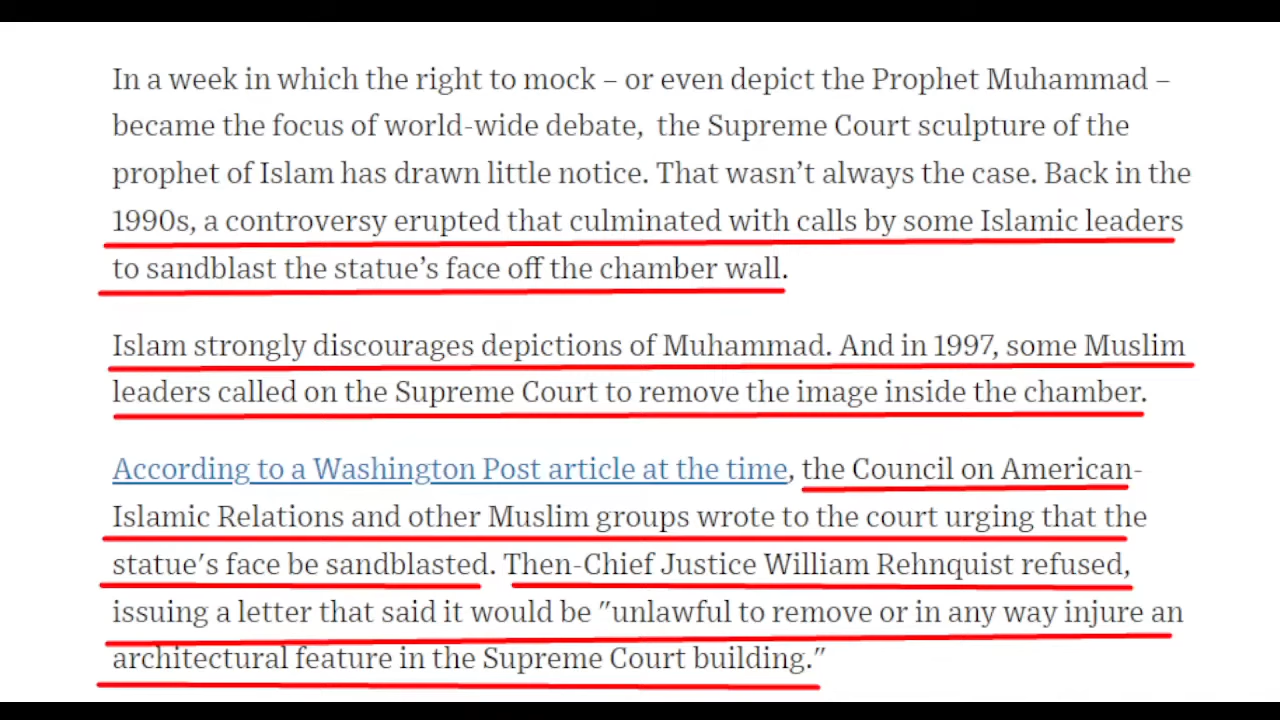 In a week in which the right to mock – or even depict the Prophet Muhammad –
became the focus of world-wide debate,  the Supreme Court sculpture of the
prophet of Islam has drawn little notice. That wasn’t always the case. Back in the
1990s, a controversy erupted that culminated with calls by some Islamic leaders
to sandblast the statue’s face off the chamber wall.
Islam strongly discourages depictions of Muhammad. And in 1997, some Muslim
leaders called on the Supreme Court to remove the image inside the chamber.
According to a Washington Post article at the time, the Council on American-
Islamic Relations and other Muslim groups wrote to the court urging that the
statue's face be sandblasted. Then-Chief Justice William Rehnquist refused,
issuing a letter that said it would be "unlawful to remove or in any way injure an
architectural feature in the Supreme Court building."